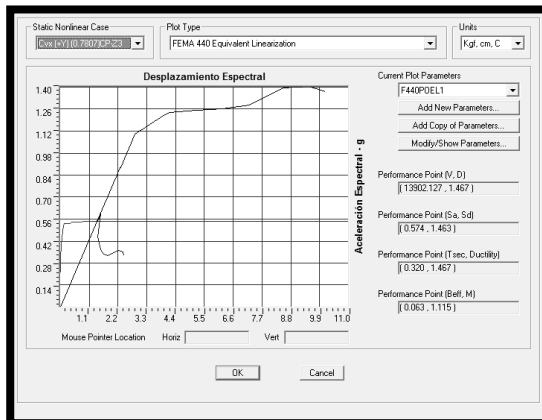 Static Nonlinear Case
Plot Type
Units
Cvx (+Y) (0.7807)CP-Z3
FEMA 440 Equivalent Linearization
Kgf, cm, C
Desplazamiento Espectral
Current Plot Parameters
F440PDEL1
Add New Parameters...
Add Copy of Parameters...
Modify/Show Parameters...
Performance Point (V, D)
( 13902.127 , 1.467 )
Performance Point (Sa, Sd)
( 0.574 , 1.463 )
Performance Point (Tsec, Ductility)
( 0.320 , 1.467 )
Performance Point (Beff, M)
( 0.063 , 1.115 )
Aceleración Espectral - g
1.40
1.26
1.12
0.98
0.84
0.70
0.56
0.42
0.28
0.14
1.1 2.2 3.3 4.4 5.5 6.6 7.7 8.8 9.9 11.0
Mouse Pointer Location Horiz Vert
OK
Cancel